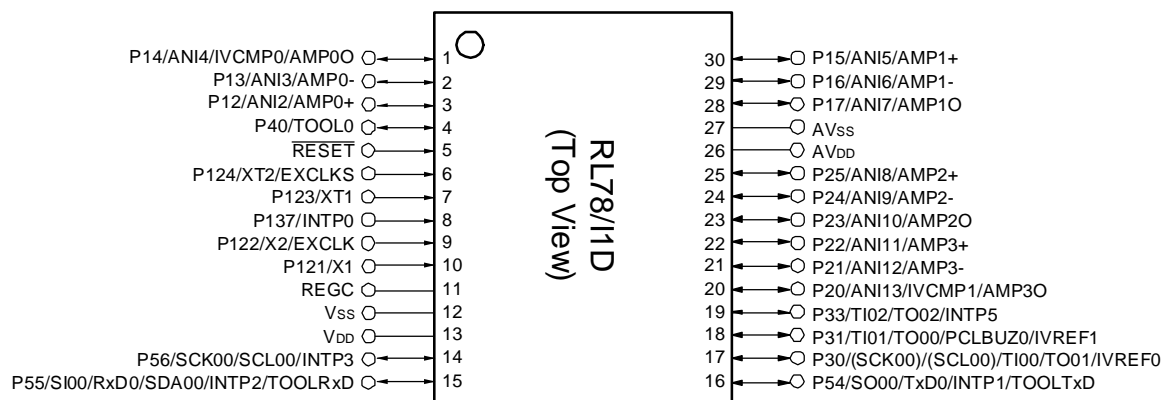 P14/ANI4/IVCMP0/AMP0O 1
P13/ANI3/AMP0- 2
P12/ANI2/AMP0+ 3
P40/TOOL0 4
RESET 5
P124/XT2/EXCLKS 6
P123/XT1 7
P137/INTP0 8
P122/X2/EXCLK 9
P121/X1 10
REGC 11
VSS 12
VDD 13
P56/SCK00/SCL00/INTP3 14
P55/SI00/RxD0/SDA00/INTP2/TOOLRxD 15
RL78/I1D
(Top View)
30 P15/ANI5/AMP1+
29 P16/ANI6/AMP1-
28 P17/ANI7/AMP1O
27 AVSS
26 AVDD
25 P25/ANI8/AMP2+
24 P24/ANI9/AMP2-
23 P23/ANI10/AMP2O
22 P22/ANI11/AMP3+
21 P21/ANI12/AMP3-
20 P20/ANI13/IVCMP1/AMP3O
19 P33/TI02/TO02/INTP5
18 P31/TI01/TO00/PCLBUZ0/IVREF1
17 P30/(SCK00)/(SCL00)/TI00/TO01/IVREF0
16 P54/SO00/TxD0/INTP1/TOOLTxD